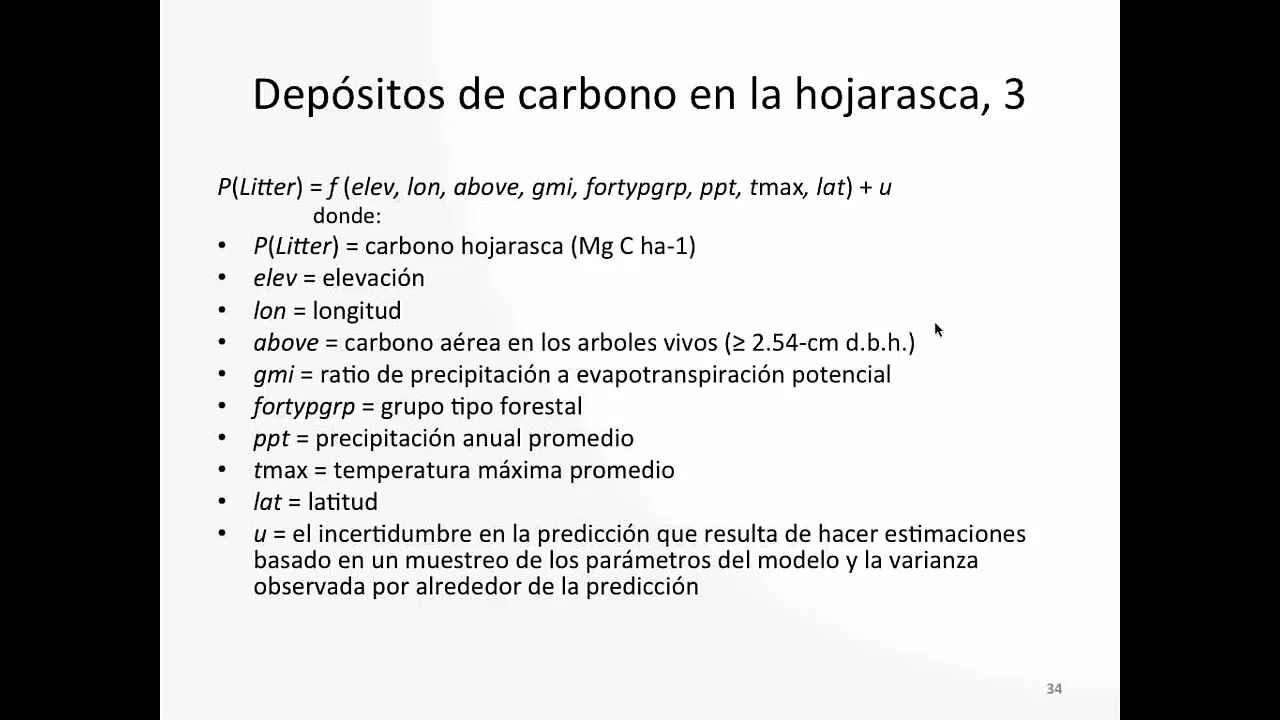 Depósitos de carbono en la hojarasca, 3
P(Litter) = f (elev, lon, above, gmi, fortypgrp, ppt, tmax, lat) + u
donde:
• P(Litter) = carbono hojarasca (Mg C ha-1)
• elev = elevación
• lon = longitud
• above = carbono aérea en los arboles vivos (≥ 2.54-cm d.b.h.)
• gmi = ratio de precipitación a evapotranspiración potencial
• fortypgrp = grupo tipo forestal
• ppt = precipitación anual promedio
• tmax = temperatura máxima promedio
• lat = latitud
• u = el incertidumbre en la predicción que resulta de hacer estimaciones
basado en un muestreo de los parámetros del modelo y la varianza
observada por alrededor de la predicción
34